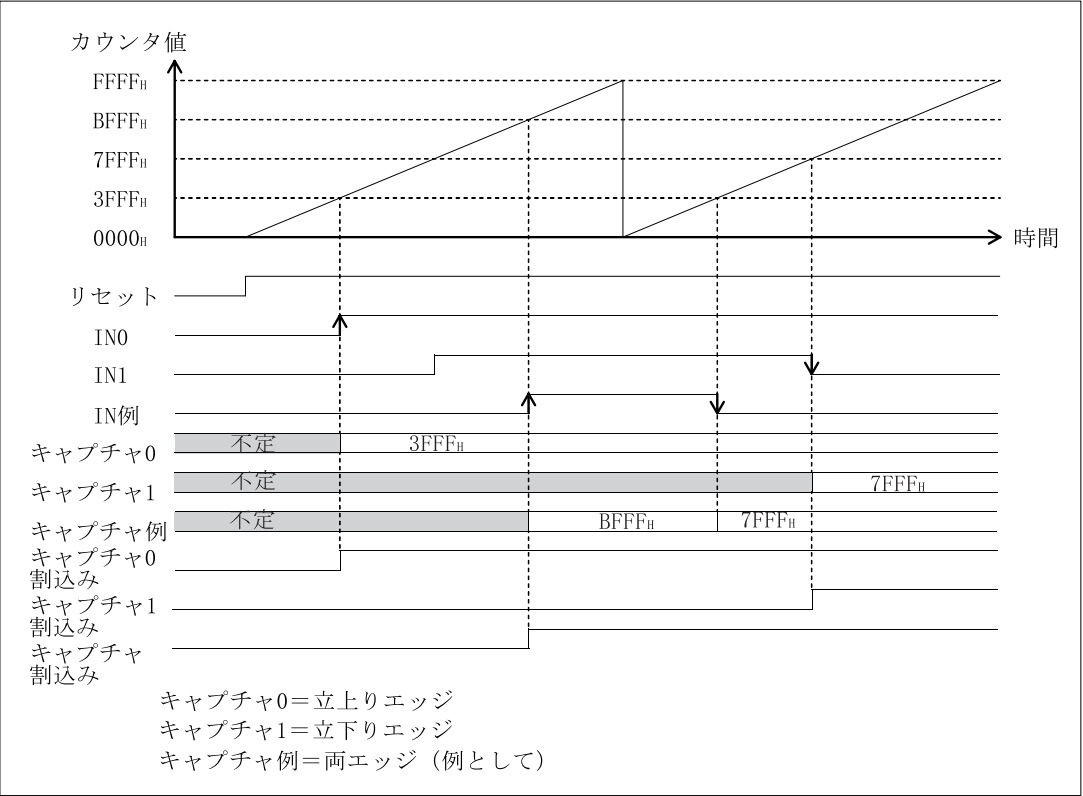 カウンタ値
FFFFH
BFFFH
7FFFH
3FFFH
0000H
時間
リセット
IN0
IN1
IN例
キャプチャ0
不定
3FFFH
キャプチャ1
不定
7FFFH
キャプチャ例
不定
BFFFH
7FFFH
キャプチャ0
割込み
キャプチャ1
割込み
キャプチャ
割込み
キャプチャ0＝立上りエッジ
キャプチャ1＝立下りエッジ
キャプチャ例＝両エッジ（例として）